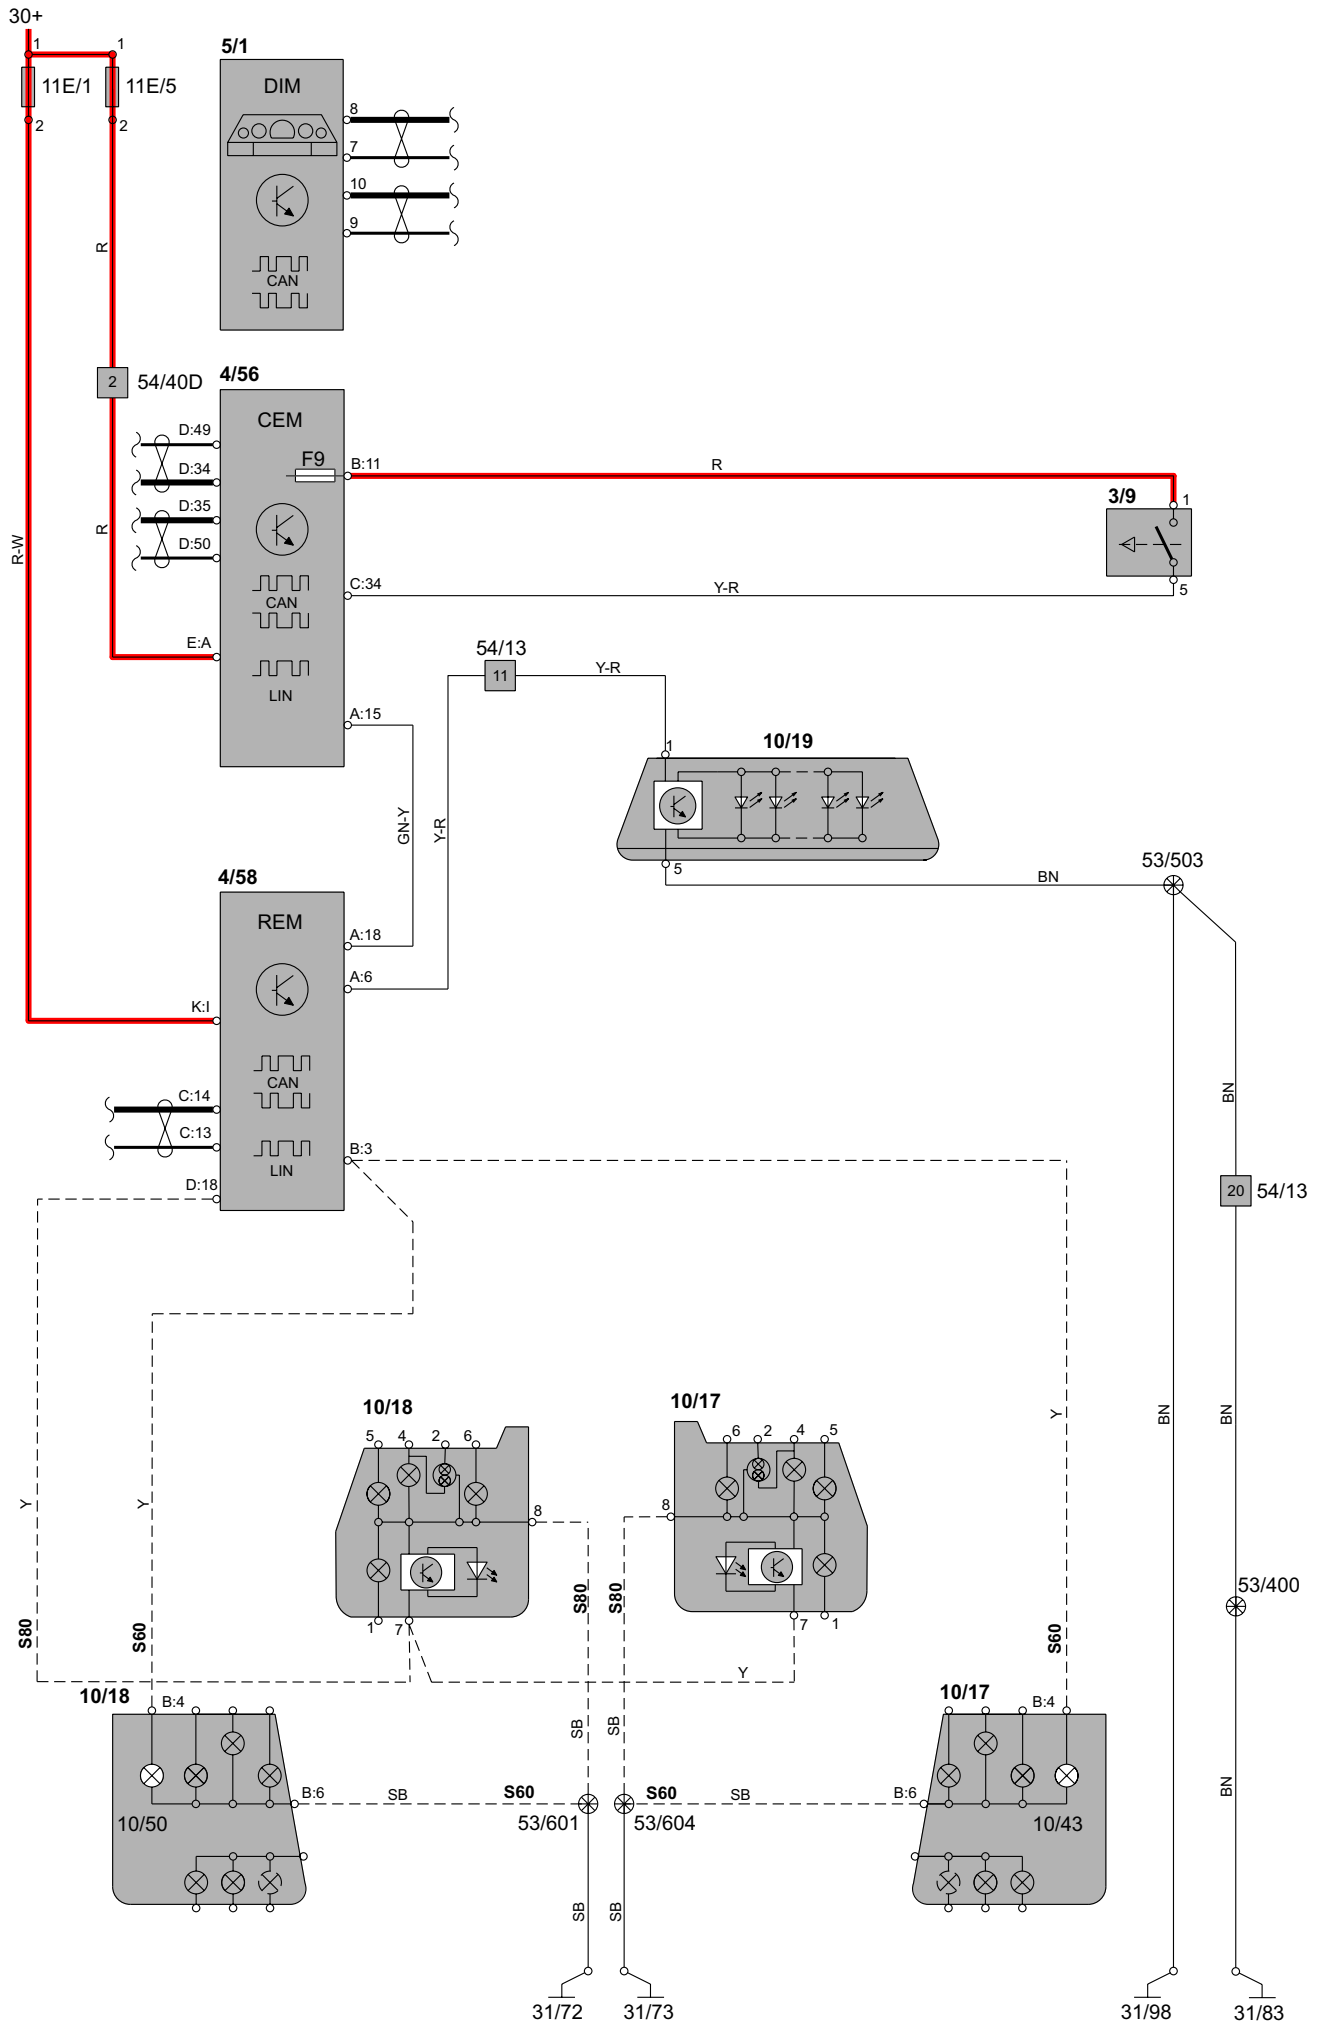 30+
1
1
11E/1
11E/5
2
2
5/1
DIM
8
7
10
9
CAN
R
2
54/40D
4/56
CEM
D:49
D:34
F9
B:11
R
D:35
D:50
R
R-W
3/9
1
5
CAN
C:34
Y-R
E:A
LIN
54/13
11
Y-R
A:15
GN-Y
Y-R
10/19
1
5
BN
53/503
4/58
REM
A:18
A:6
K:I
CAN
C:14
C:13
B:3
LIN
D:18
BN
20
54/13
10/18
5
4
2
6
8
1
7
10/17
6
2
4
5
8
7
1
Y
Y
Y
BN
BN
S80
S60
S80
S80
S60
Y
53/400
10/18
B:4
10/17
B:4
SB
SB
B:6
SB
S60
S60
SB
B:6
10/50
53/601
53/604
10/43
BN
SB
SB
31/72
31/73
31/98
31/83